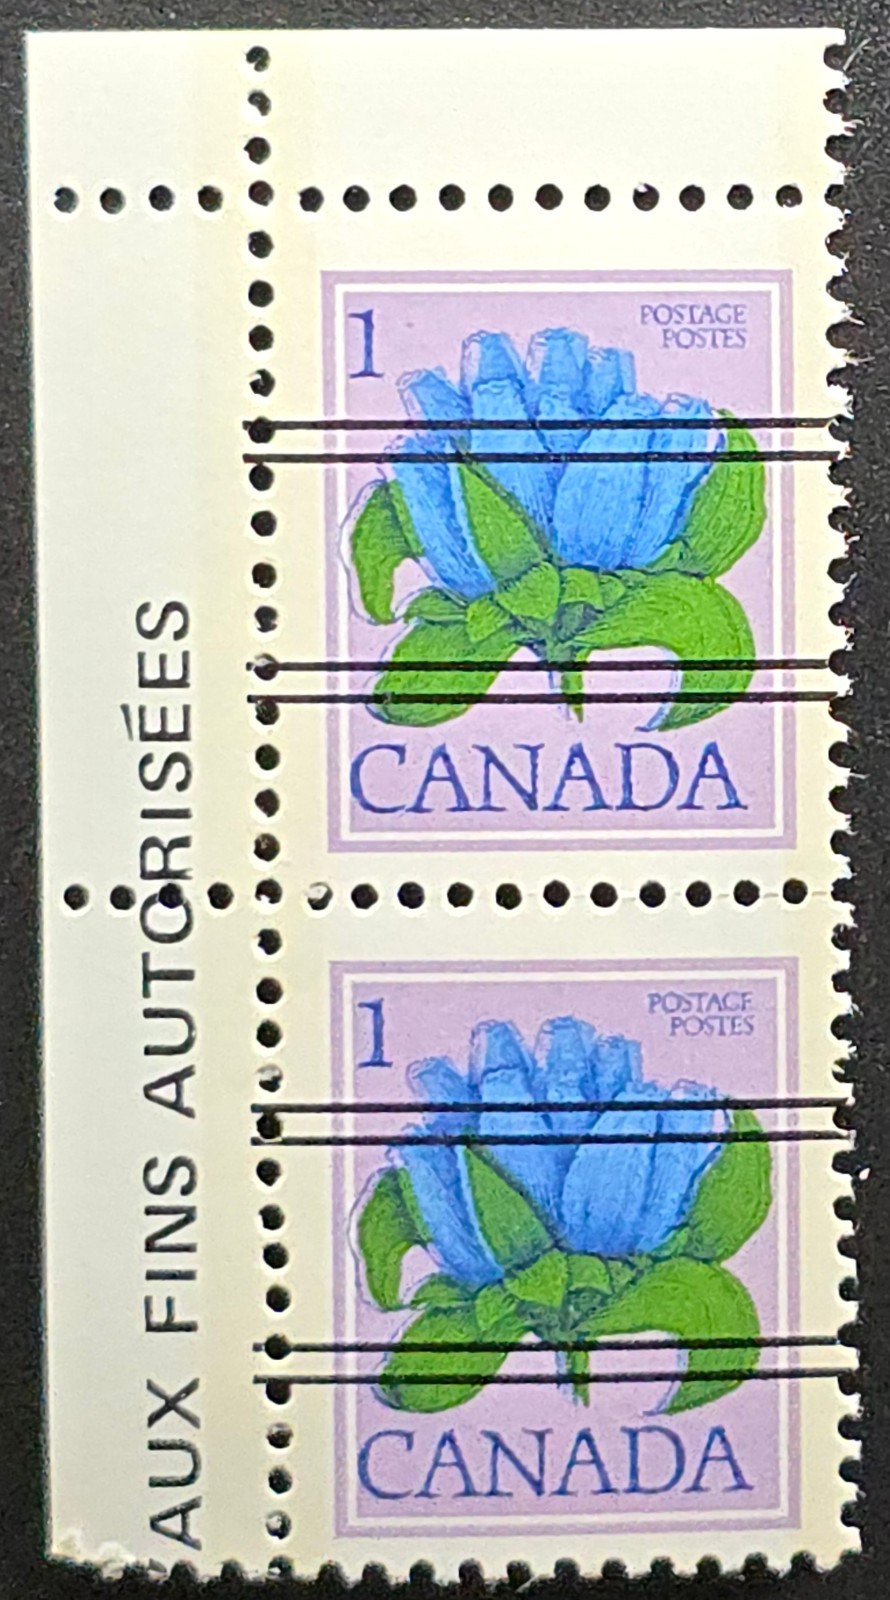 1
POSTAGE
POSTES
CANADA
1
POSTAGE
POSTES
CANADA
'AUX FINS AUTORISÉES